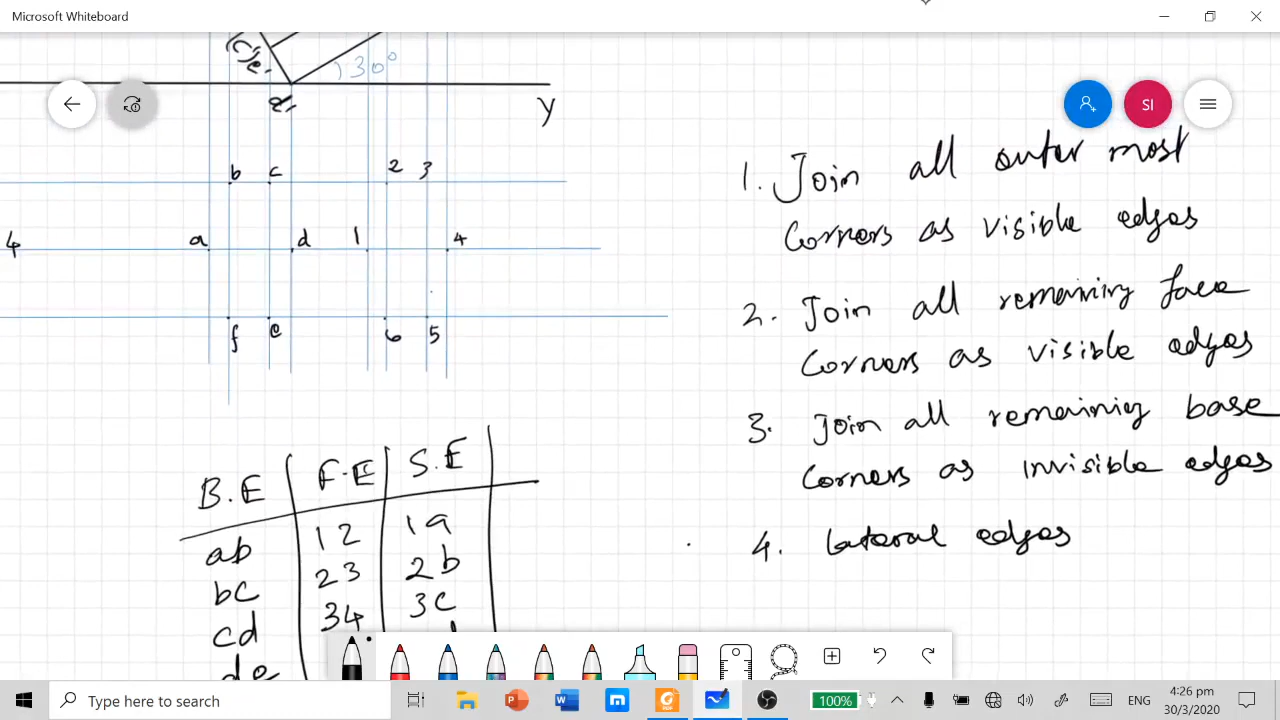 Microsoft Whiteboard
30°
y
SI
b c 2 3
4 a d 1 4
f e 6 5
1. Join all outer most
corners as visible edges
2. Join all remaining face
corners as visible edges
3. Join all remaining base
corners as invisible edges
4. lateral edges
B.E F.E S.E
ab 12 1a
bc 23 2b
cd 34 3c
de
Type here to search
100%
ENG
4:26 pm
30/3/2020